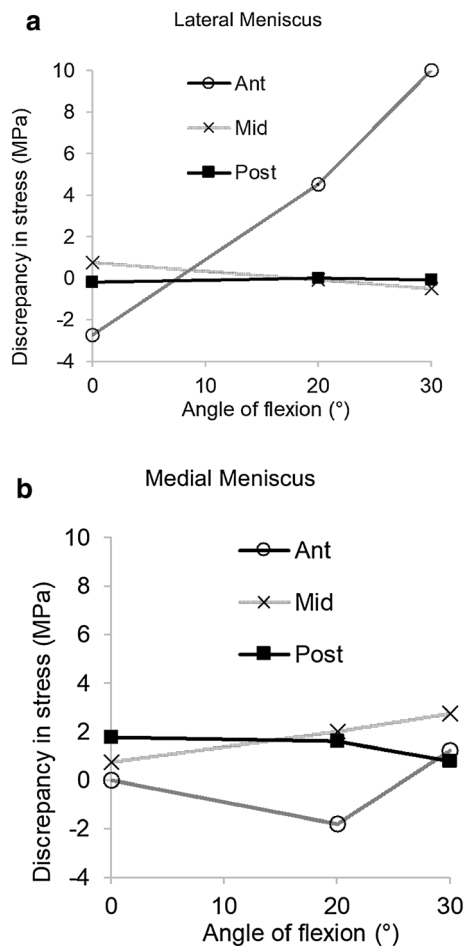 a
Lateral Meniscus
Discrepancy in stress (MPa)
10
8
6
4
2
0
-2
-4
Ant
Mid
Post
0 10 20 30
Angle of flexion (°)
b
Medial Meniscus
Discrepancy in stress (MPa)
10
8
6
4
2
0
-2
-4
Ant
Mid
Post
0 10 20 30
Angle of flexion (°)